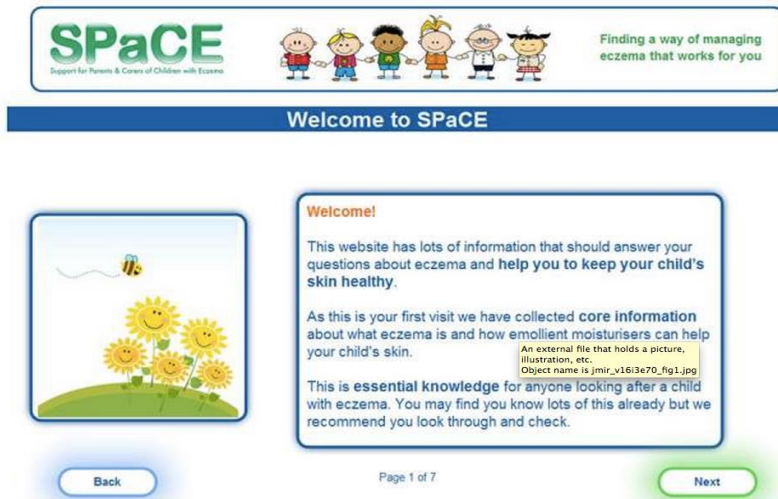 SPaCE
Support for Parents & Carers of Children with Eczema
Finding a way of managing
eczema that works for you
Welcome to SPaCE
Welcome!
This website has lots of information that should answer your
questions about eczema and help you to keep your child's
skin healthy.
As this is your first visit we have collected core information
about what eczema is and how emollient moisturisers can help
your child's skin.
An external file that holds a picture,
illustration, etc.
Object name is jmir_v16i3e70_fig1.jpg
This is essential knowledge for anyone looking after a child
with eczema. You may find you know lots of this already but we
recommend you look through and check.
Back
Page 1 of 7
Next